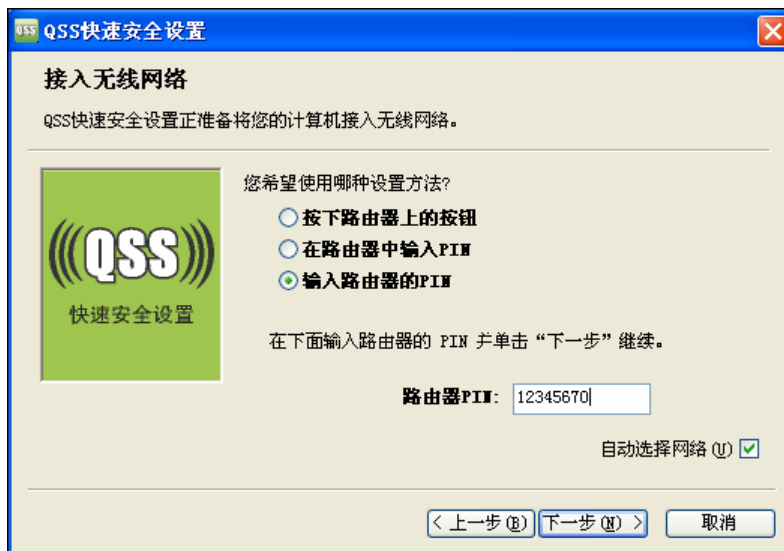 QSS QSS快速安全设置
接入无线网络
QSS快速安全设置正准备将您的计算机接入无线网络。
QSS
快速安全设置
您希望使用哪种设置方法?
按下路由器上的按钮
在路由器中输入PIN
输入路由器的PIN
在下面输入路由器的 PIN 并单击“下一步”继续。
路由器PIN: 12345670
自动选择网络(U)
< 上一步(B) 下一步(N) > 取消